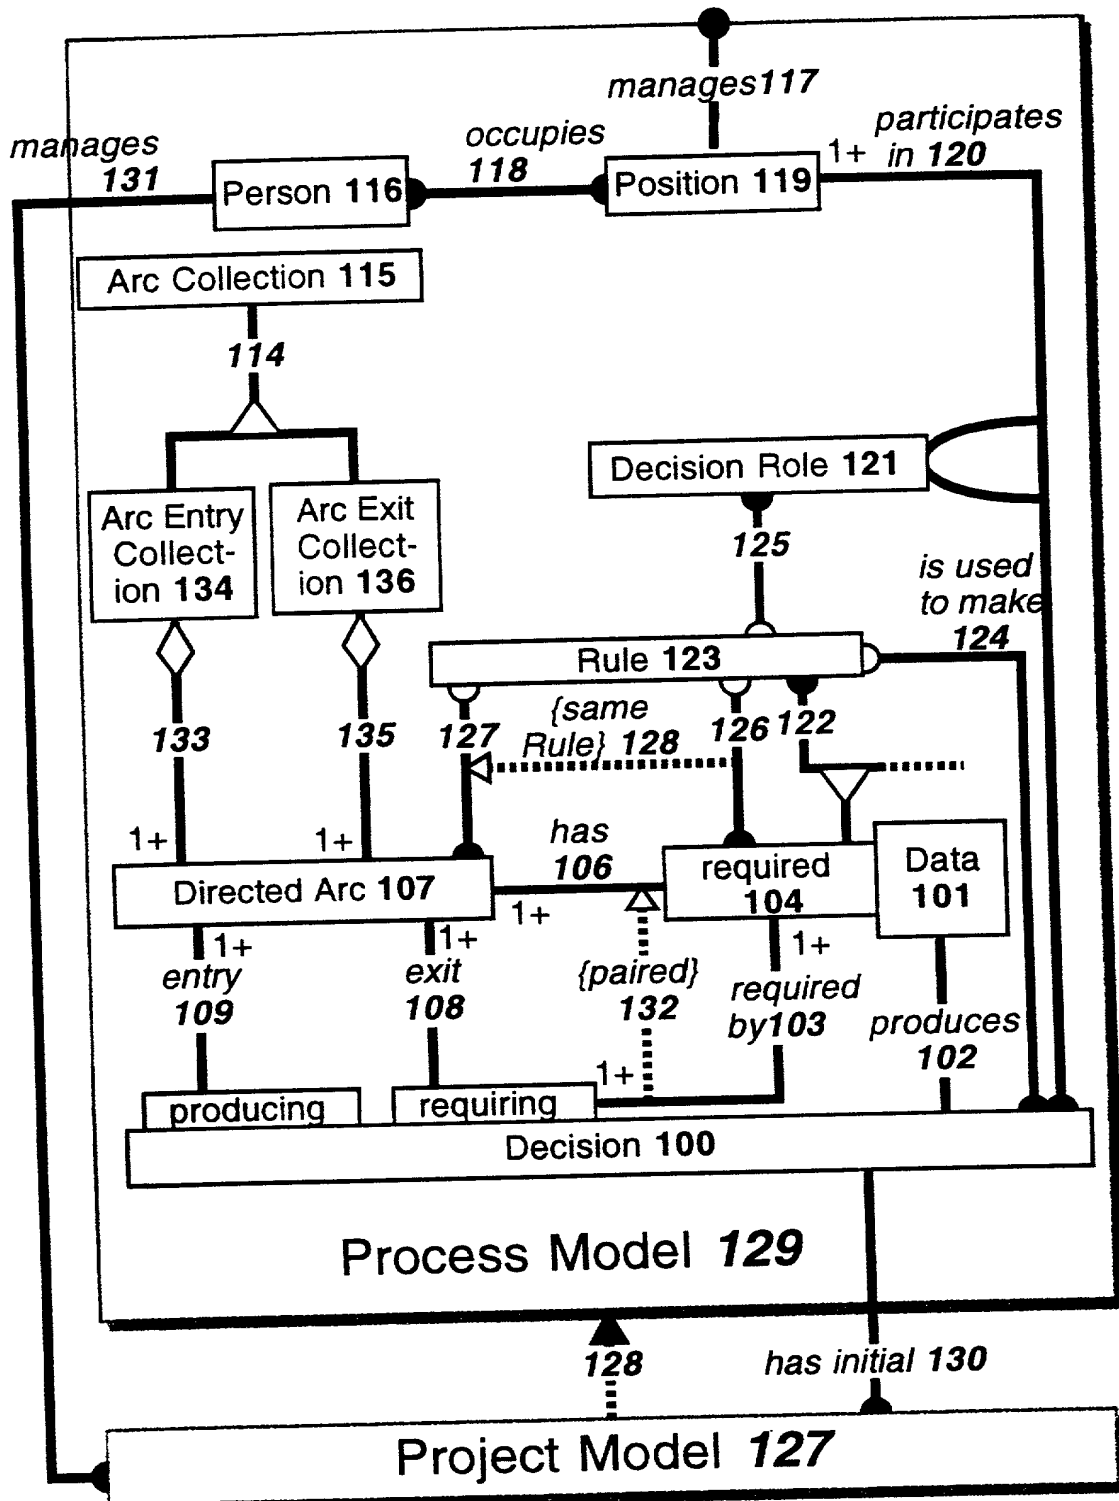 manages117
participates
in 120
1+
manages
131
occupies
118
Person 116
Position 119
Arc Collection 115
114
Decision Role 121
Arc Entry
Collect-
ion 134
Arc Exit
Collect-
ion 136
125
is used
to make
124
Rule 123
133
135
127
{same
Rule} 128
126
122
1+
1+
has
106
1+
Directed Arc 107
required
104
Data
101
1+
entry
109
1+
exit
108
{paired}
132
1+
required
by103
produces
102
1+
producing
requiring
Decision 100
Process Model 129
128
has initial 130
Project Model 127